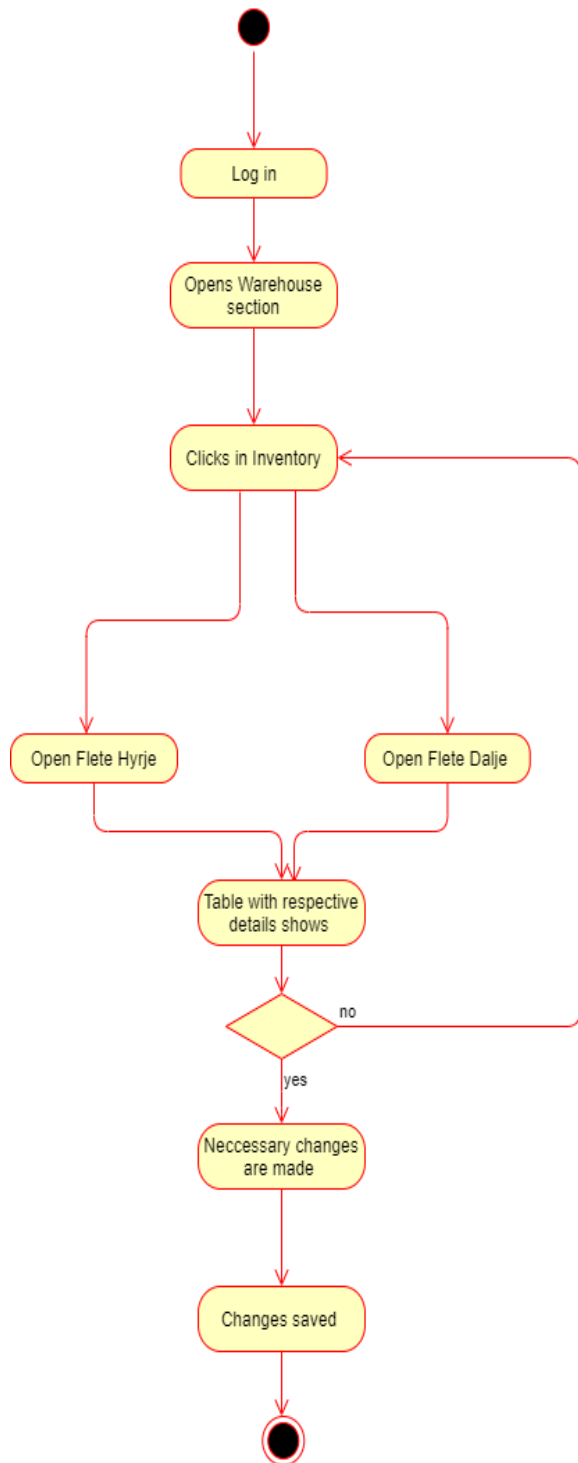 Log in
Opens Warehouse
section
Clicks in Inventory
Open Flete Hyrje
Open Flete Dalje
Table with respective
details shows
no
yes
Neccessary changes
are made
Changes saved